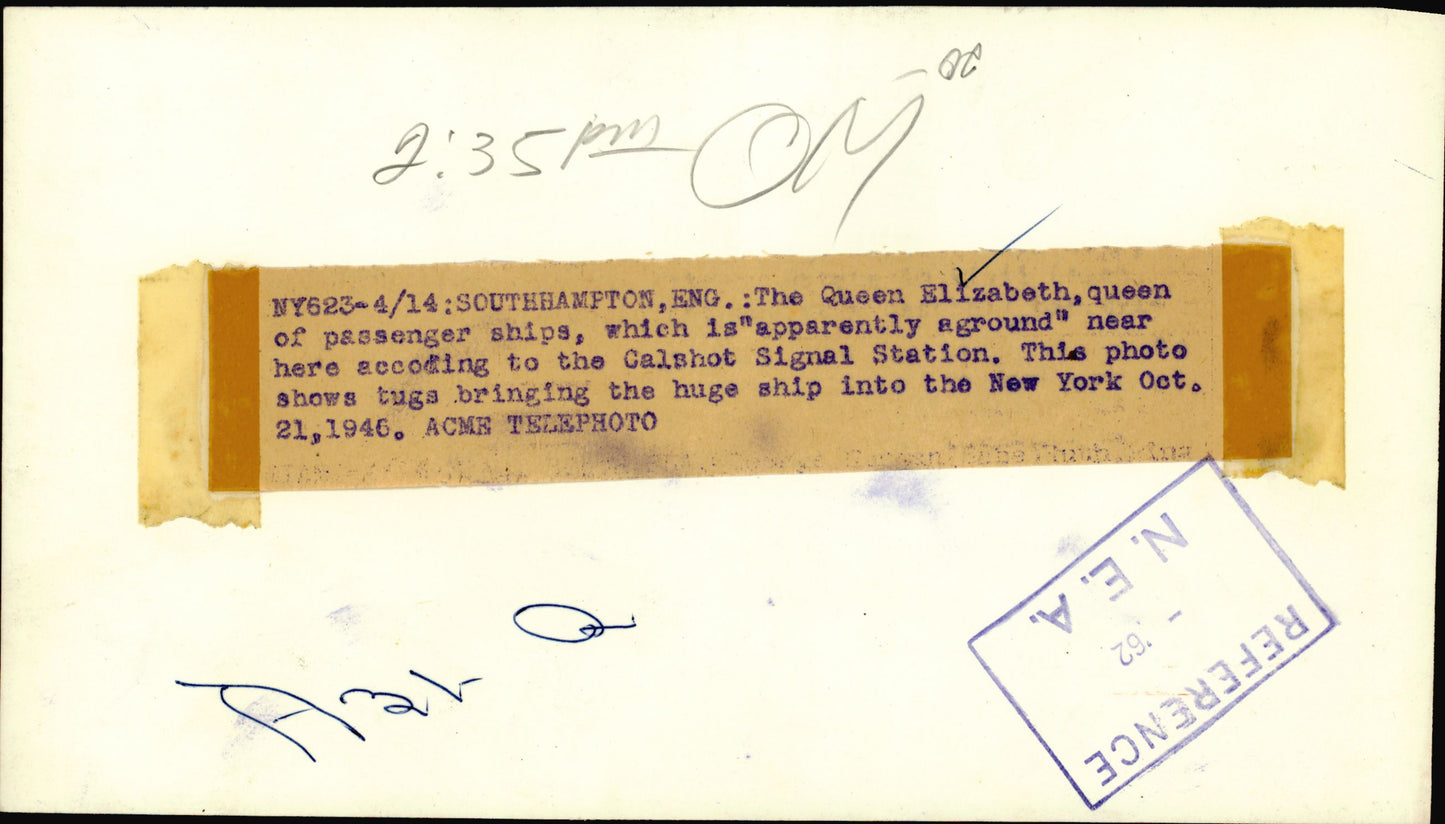 2:35 pm
NY623-4/14:SOUTHHAMPTON,ENG.:The Queen Elizabeth,queen
of passenger ships, which is"apparently aground" near
here accoding to the Calshot Signal Station. This photo
shows tugs bringing the huge ship into the New York Oct.
21,1946. ACME TELEPHOTO
N. E. A.
- '62
REFERENCE